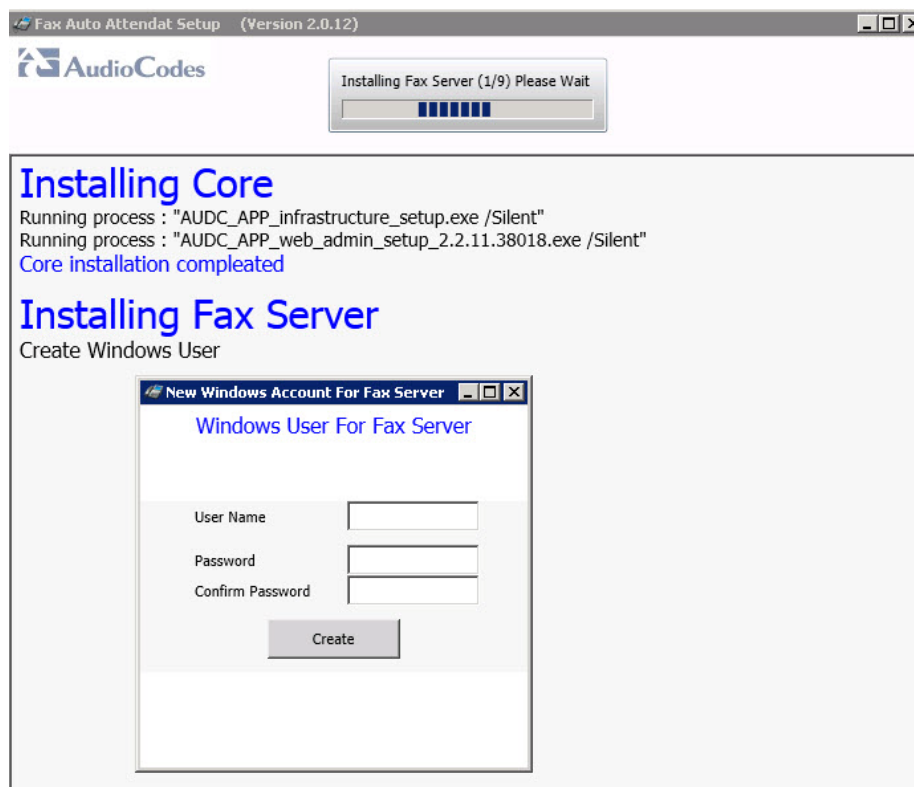 Fax Auto Attendat Setup (Version 2.0.12)
AudioCodes
Installing Fax Server (1/9) Please Wait
Installing Core
Running process : "AUDC_APP_infrastructure_setup.exe /Silent"
Running process : "AUDC_APP_web_admin_setup_2.2.11.38018.exe /Silent"
Core installation compleated
Installing Fax Server
Create Windows User
New Windows Account For Fax Server
Windows User For Fax Server
User Name
Password
Confirm Password
Create